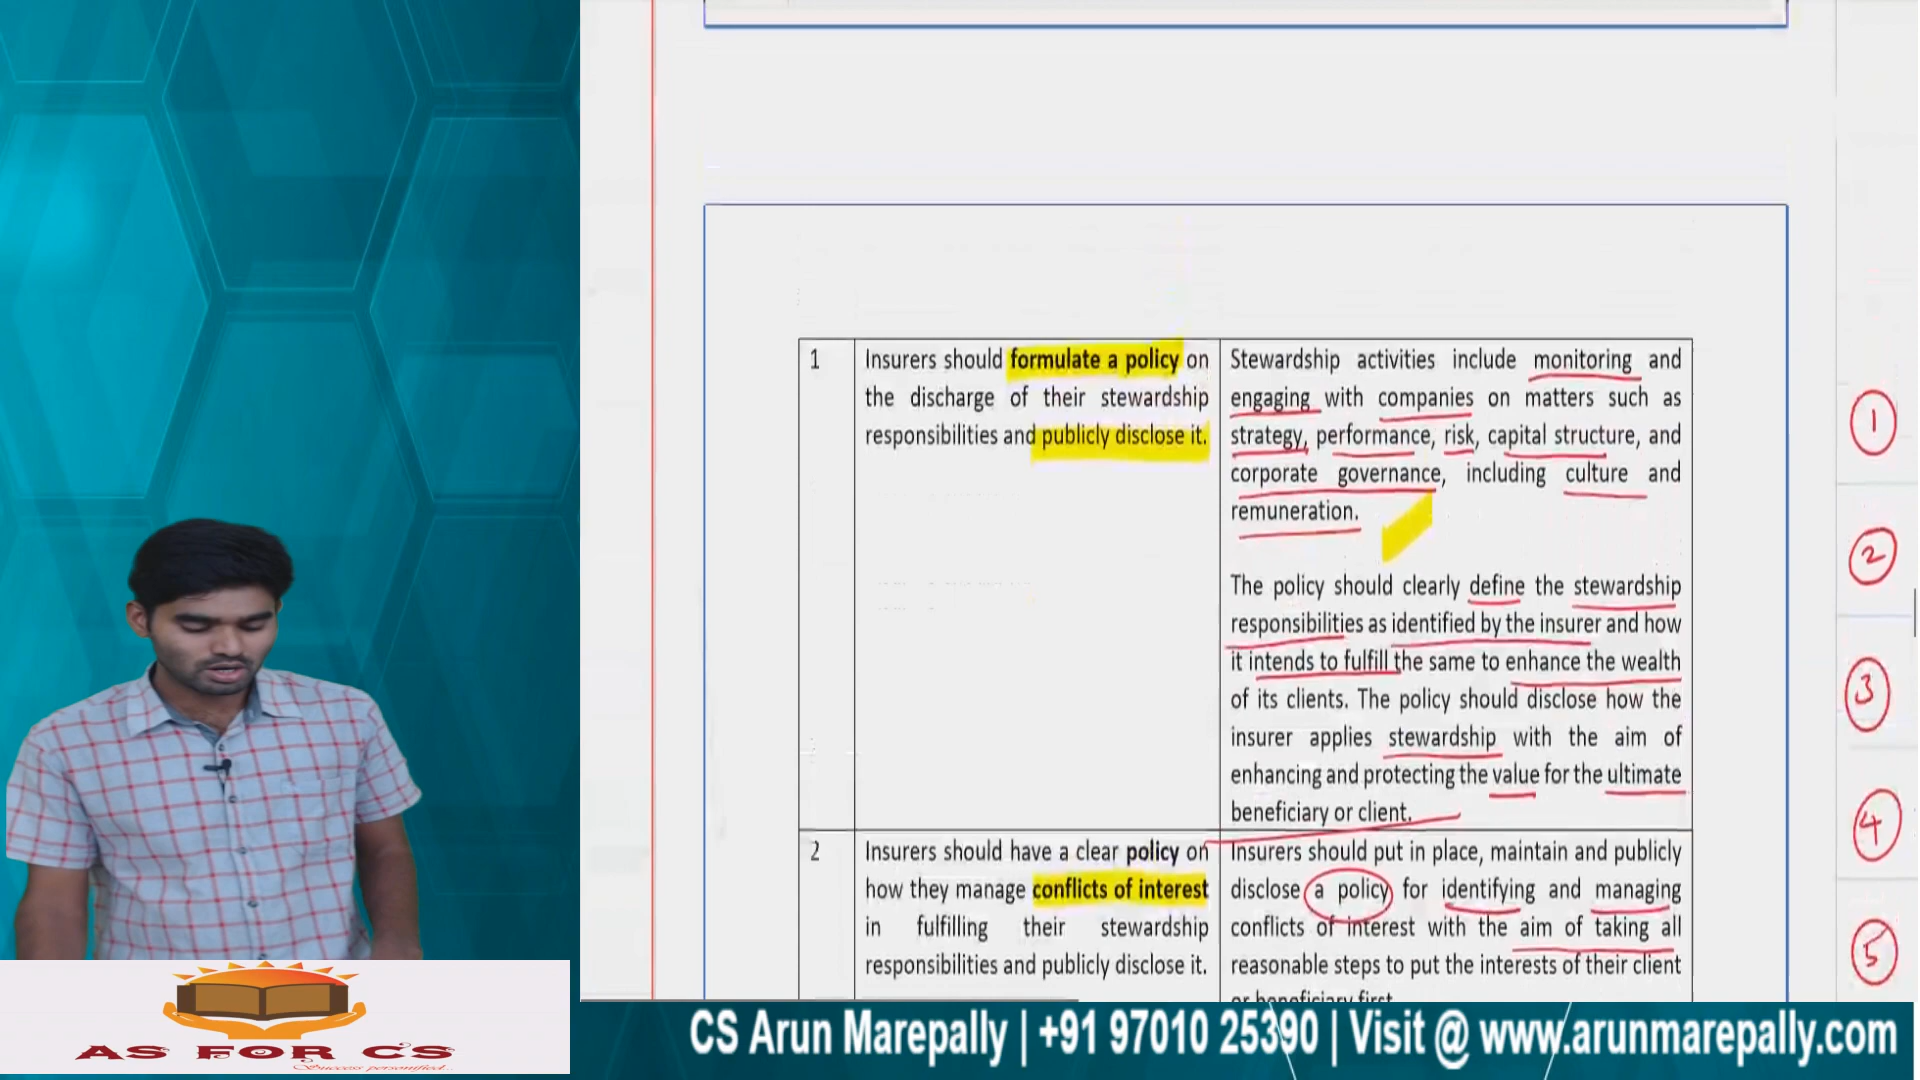 1
Insurers should formulate a policy on
the discharge of their stewardship
responsibilities and publicly disclose it.
Stewardship activities include monitoring and
engaging with companies on matters such as
strategy, performance, risk, capital structure, and
corporate governance, including culture and
remuneration.
The policy should clearly define the stewardship
responsibilities as identified by the insurer and how
it intends to fulfill the same to enhance the wealth
of its clients. The policy should disclose how the
insurer applies stewardship with the aim of
enhancing and protecting the value for the ultimate
beneficiary or client.
2
Insurers should have a clear policy on
how they manage conflicts of interest
in fulfilling their stewardship
responsibilities and publicly disclose it.
Insurers should put in place, maintain and publicly
disclose a policy for identifying and managing
conflicts of interest with the aim of taking all
reasonable steps to put the interests of their client
or beneficiary first.
1
2
3
4
5
AS FOR CS
Success personified...
CS Arun Marepally | +91 97010 25390 | Visit @ www.arunmarepally.com